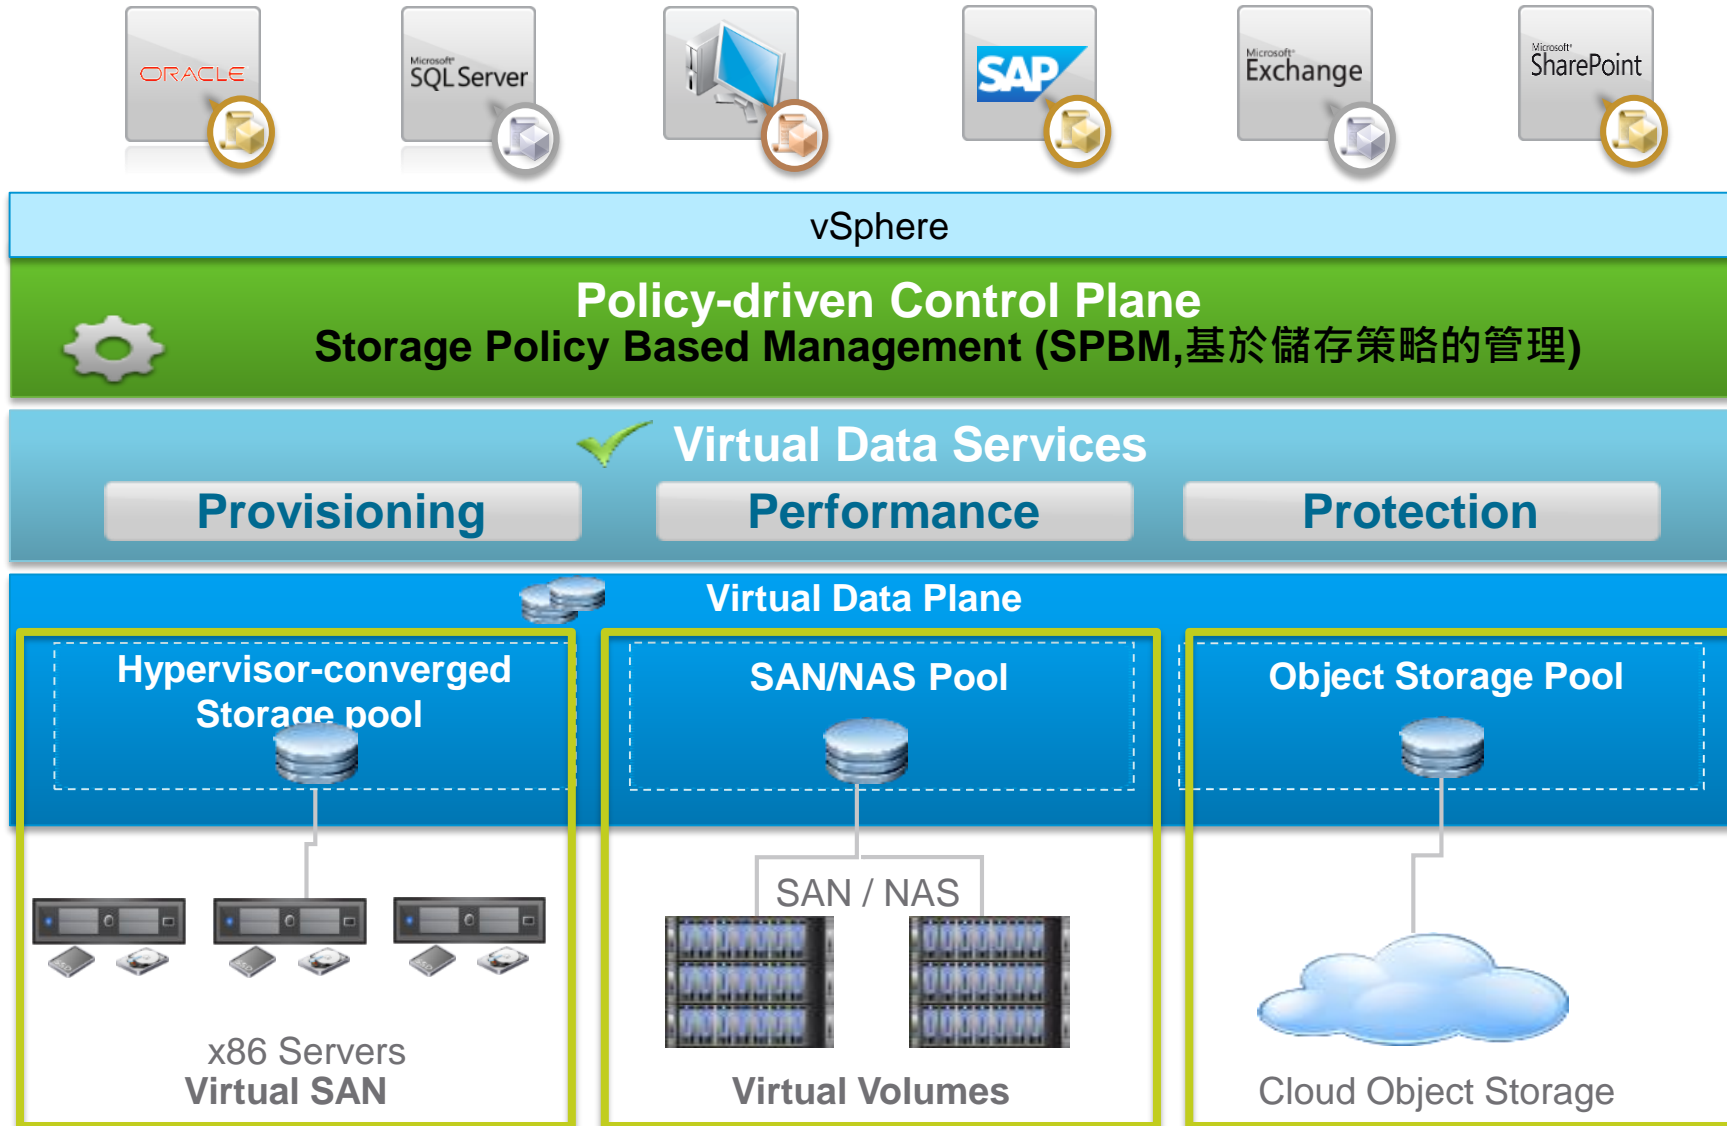 ORACLE
Microsoft
SQL Server
SAP
Microsoft
Exchange
Microsoft
SharePoint
vSphere
Policy-driven Control Plane
Storage Policy Based Management (SPBM,基於儲存策略的管理)
Virtual Data Services
Provisioning
Performance
Protection
Virtual Data Plane
Hypervisor-converged
Storage pool
SAN/NAS Pool
Object Storage Pool
SAN / NAS
SSD
SSD
SSD
x86 Servers
Virtual SAN
Virtual Volumes
Cloud Object Storage